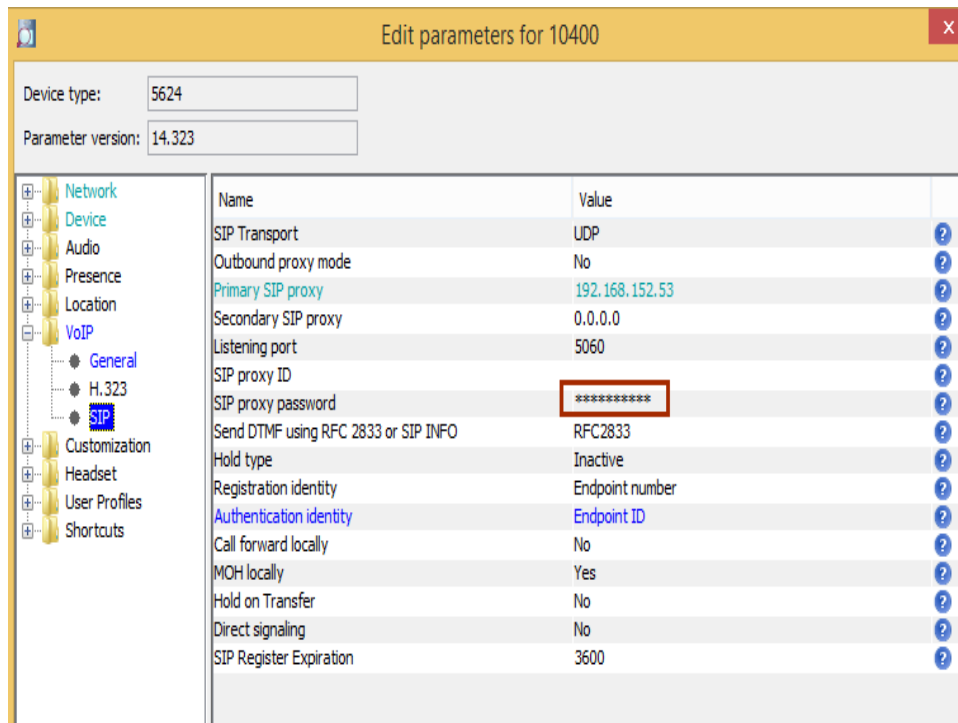 Edit parameters for 10400
x
Device type: 5624
Parameter version: 14.323
Network
Device
Audio
Presence
Location
VoIP
General
H.323
SIP
Customization
Headset
User Profiles
Shortcuts
Name Value
SIP Transport UDP ?
Outbound proxy mode No ?
Primary SIP proxy 192.168.152.53 ?
Secondary SIP proxy 0.0.0.0 ?
Listening port 5060 ?
SIP proxy ID ?
SIP proxy password ********** ?
Send DTMF using RFC 2833 or SIP INFO RFC2833 ?
Hold type Inactive ?
Registration identity Endpoint number ?
Authentication identity Endpoint ID ?
Call forward locally No ?
MOH locally Yes ?
Hold on Transfer No ?
Direct signaling No ?
SIP Register Expiration 3600 ?